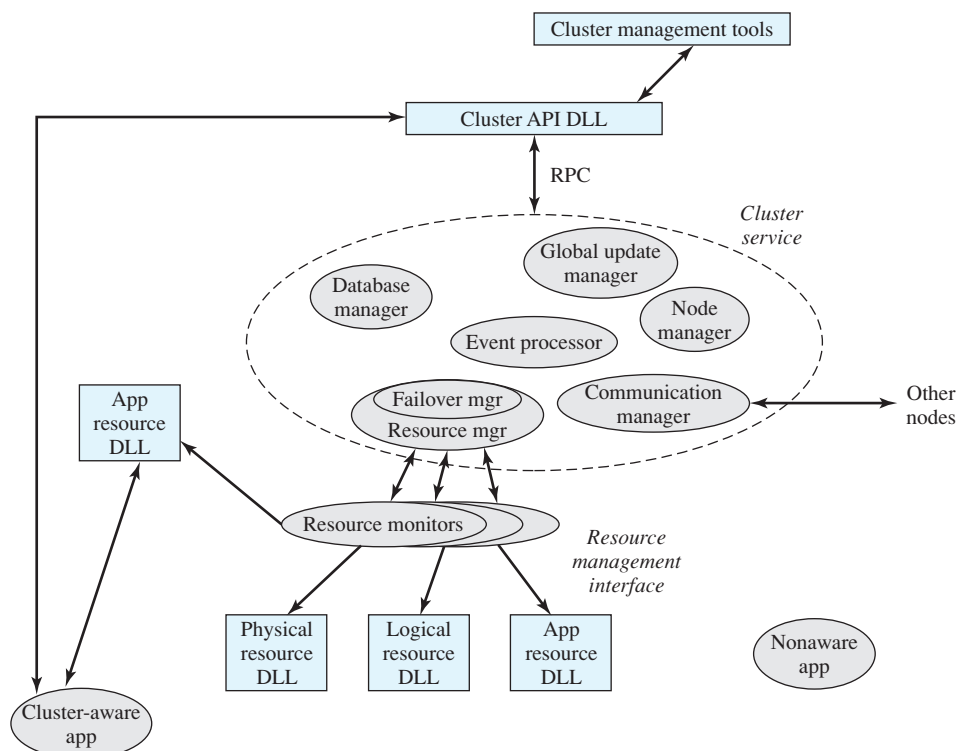 Cluster management tools
Cluster API DLL
RPC
Cluster
service
Global update
manager
Database
manager
Node
manager
Event processor
Failover mgr
Resource mgr
Communication
manager
Other
nodes
App
resource
DLL
Resource monitors
Resource
management
interface
Physical
resource
DLL
Logical
resource
DLL
App
resource
DLL
Nonaware
app
Cluster-aware
app